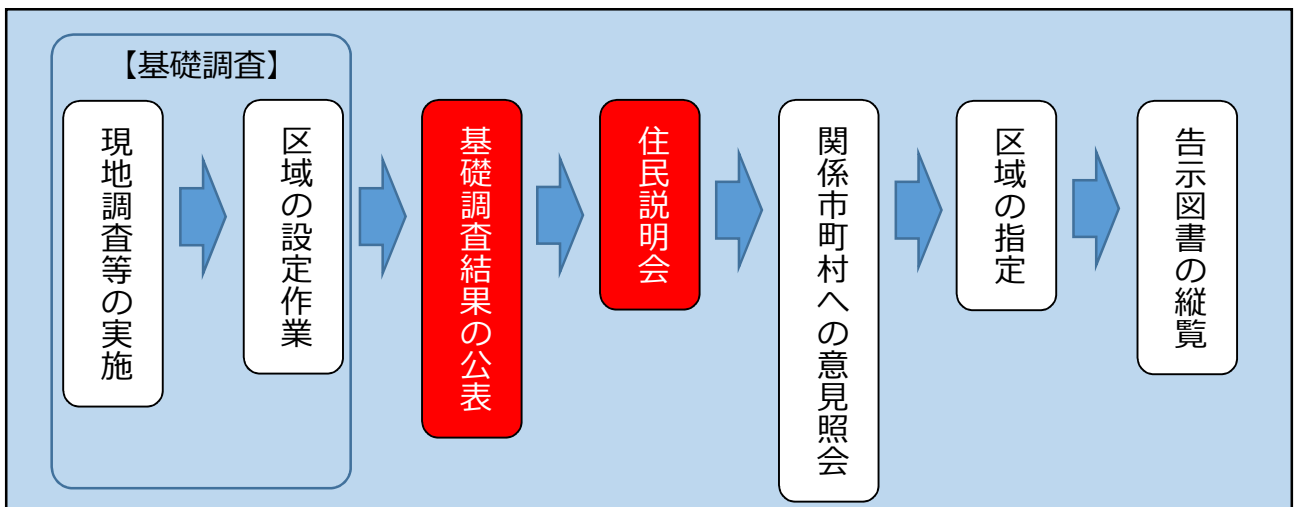 【基礎調査】
現地調査等の実施
区域の設定作業
基礎調査結果の公表
住民説明会
関係市町村への意見照会
区域の指定
告示図書の縦覧